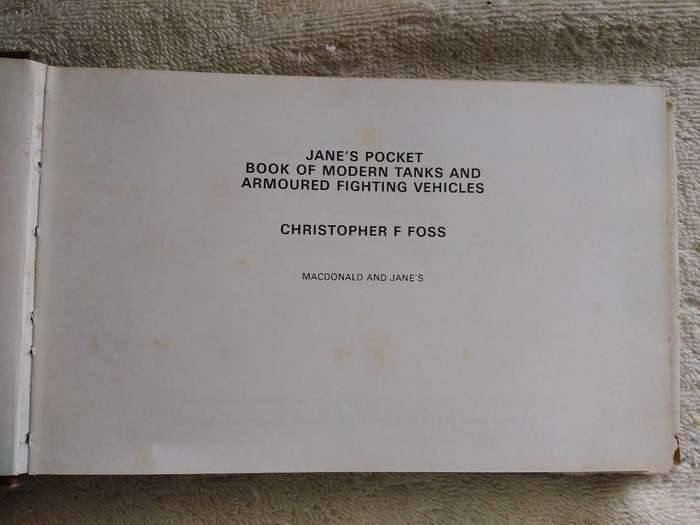 JANE'S POCKET
BOOK OF MODERN TANKS AND
ARMOURED FIGHTING VEHICLES
CHRISTOPHER F FOSS
MACDONALD AND JANE'S